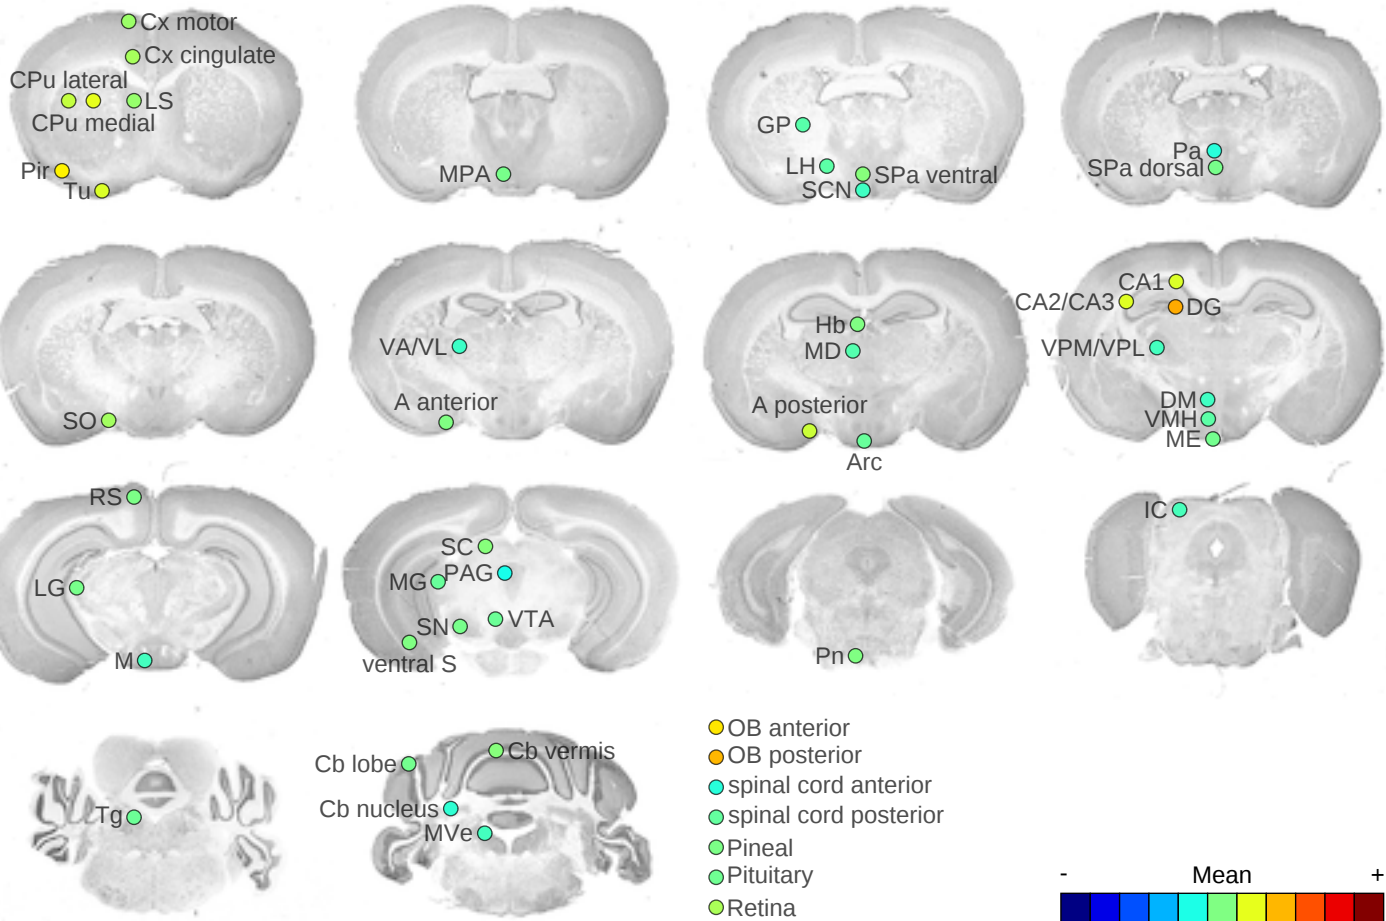 Cx motor
Cx cingulate
CPu lateral
LS
CPu medial
Pir
Tu
MPA
GP
LH
SPa ventral
SCN
Pa
SPa dorsal
SO
VA/VL
A anterior
Hb
MD
A posterior
Arc
CA1
CA2/CA3
DG
VPM/VPL
DM
VMH
ME
RS
LG
M
SC
PAG
MG
VTA
SN
ventral S
Pn
IC
Tg
Cb vermis
Cb lobe
Cb nucleus
MVe
OB anterior
OB posterior
spinal cord anterior
spinal cord posterior
Pineal
Pituitary
Retina
- Mean +